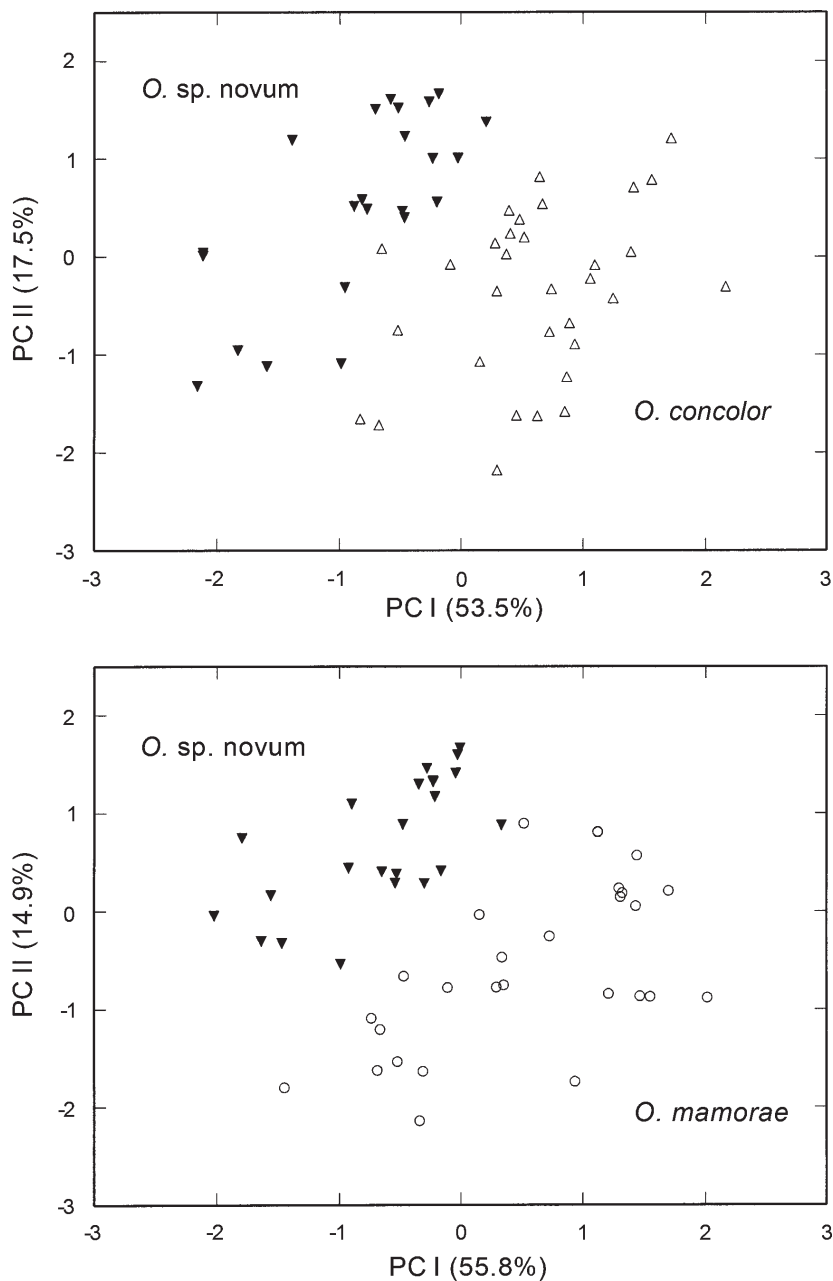 2
O. sp. novum
1
0
PC II (17.5%)
-1
O. concolor
-2
-3
-3 -2 -1 0 1 2 3
PC I (53.5%)
2
O. sp. novum
1
0
PC II (14.9%)
-1
O. mamorae
-2
-3
-3 -2 -1 0 1 2 3
PC I (55.8%)